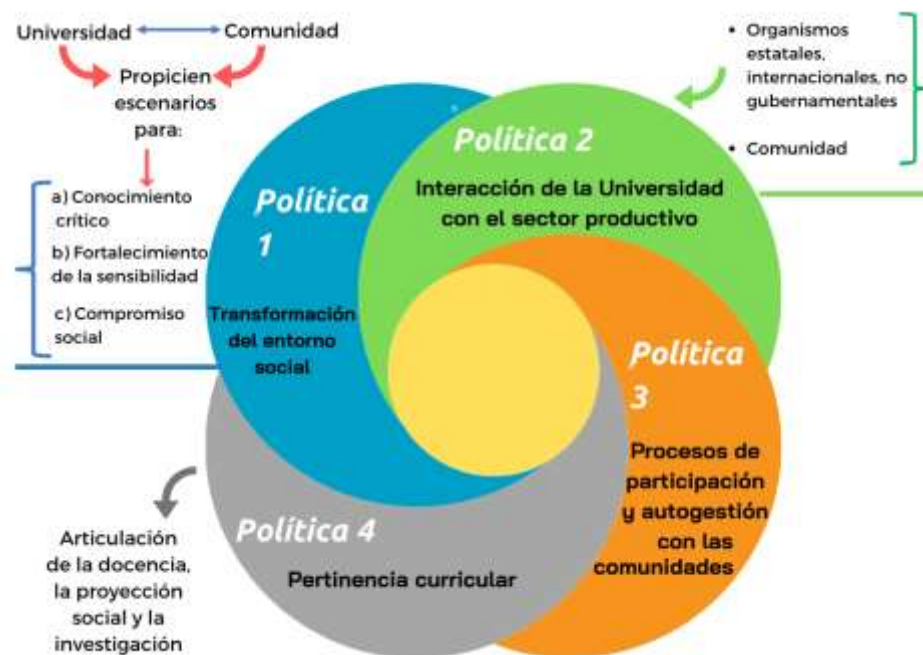 Universidad
Comunidad
Propicien
escenarios
para:
a) Conocimiento
crítico
b) Fortalecimiento
de la sensibilidad
c) Compromiso
social
Política
1
Transformación
del entorno
social
Política 2
Interacción de la Universidad
con el sector productivo
• Organismos
estatales,
internacionales, no
gubernamentales
• Comunidad
Política
3
Procesos de
participación
y autogestión
con las
comunidades
Política 4
Pertinencia curricular
Articulación
de la docencia,
la proyección
social y la
investigación